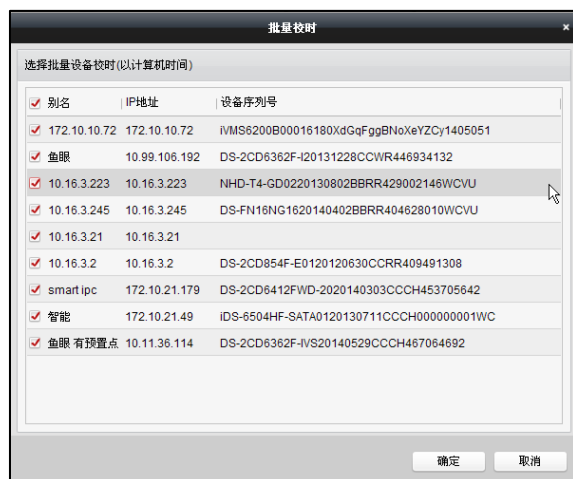 批量校时
选择批量设备校时(以计算机时间)
别名 IP地址 设备序列号
172.10.10.72 172.10.10.72 iVMS6200B00016180XdGqFggBNoXeYZCy1405051
鱼眼 10.99.106.192 DS-2CD6362F-I20131228CCWR446934132
10.16.3.223 10.16.3.223 NHD-T4-GD0220130802BBRR429002146WCVU
10.16.3.245 10.16.3.245 DS-FN16NG1620140402BBRR404628010WCVU
10.16.3.21 10.16.3.21
10.16.3.2 10.16.3.2 DS-2CD854F-E0120120630CCRR409491308
smart ipc 172.10.21.179 DS-2CD6412FWD-2020140303CCCH453705642
智能 172.10.21.49 iDS-6504HF-SATA0120130711CCCH000000001WC
鱼眼 有预置点 10.11.36.114 DS-2CD6362F-IVS20140529CCCH467064692
确定 取消